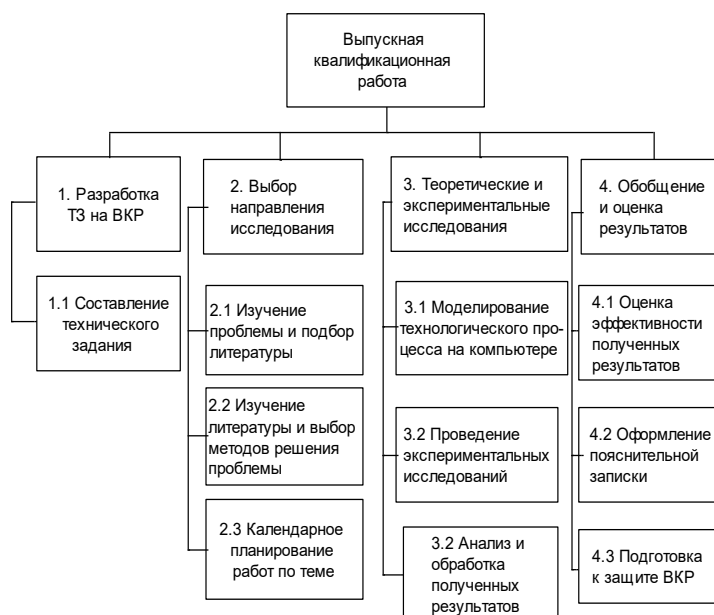 Выпускная
квалификационная
работа
1. Разработка
ТЗ на ВКР
1.1 Составление
технического
задания
2. Выбор
направления
исследования
2.1 Изучение
проблемы и подбор
литературы
2.2 Изучение
литературы и выбор
методов решения
проблемы
2.3 Календарное
планирование
работ по теме
3. Теоретические и
экспериментальные
исследования
3.1 Моделирование
технологического про-
цесса на компьютере
3.2 Проведение
экспериментальных
исследований
3.2 Анализ и
обработка
полученных
результатов
4. Обобщение
и оценка
результатов
4.1 Оценка
эффективности
полученных
результатов
4.2 Оформление
пояснительной
записки
4.3 Подготовка
к защите ВКР